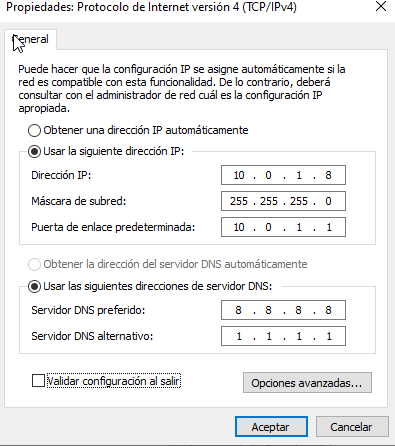 Propiedades: Protocolo de Internet versión 4 (TCP/IPv4)
General
Puede hacer que la configuración IP se asigne automáticamente si la
red es compatible con esta funcionalidad. De lo contrario, deberá
consultar con el administrador de red cuál es la configuración IP
apropiada.
Obtener una dirección IP automáticamente
Usar la siguiente dirección IP:
Dirección IP: 10 . 0 . 1 . 8
Máscara de subred: 255 . 255 . 255 . 0
Puerta de enlace predeterminada: 10 . 0 . 1 . 1
Obtener la dirección del servidor DNS automáticamente
Usar las siguientes direcciones de servidor DNS:
Servidor DNS preferido: 8 . 8 . 8 . 8
Servidor DNS alternativo: 1 . 1 . 1 . 1
Validar configuración al salir
Opciones avanzadas...
Aceptar
Cancelar